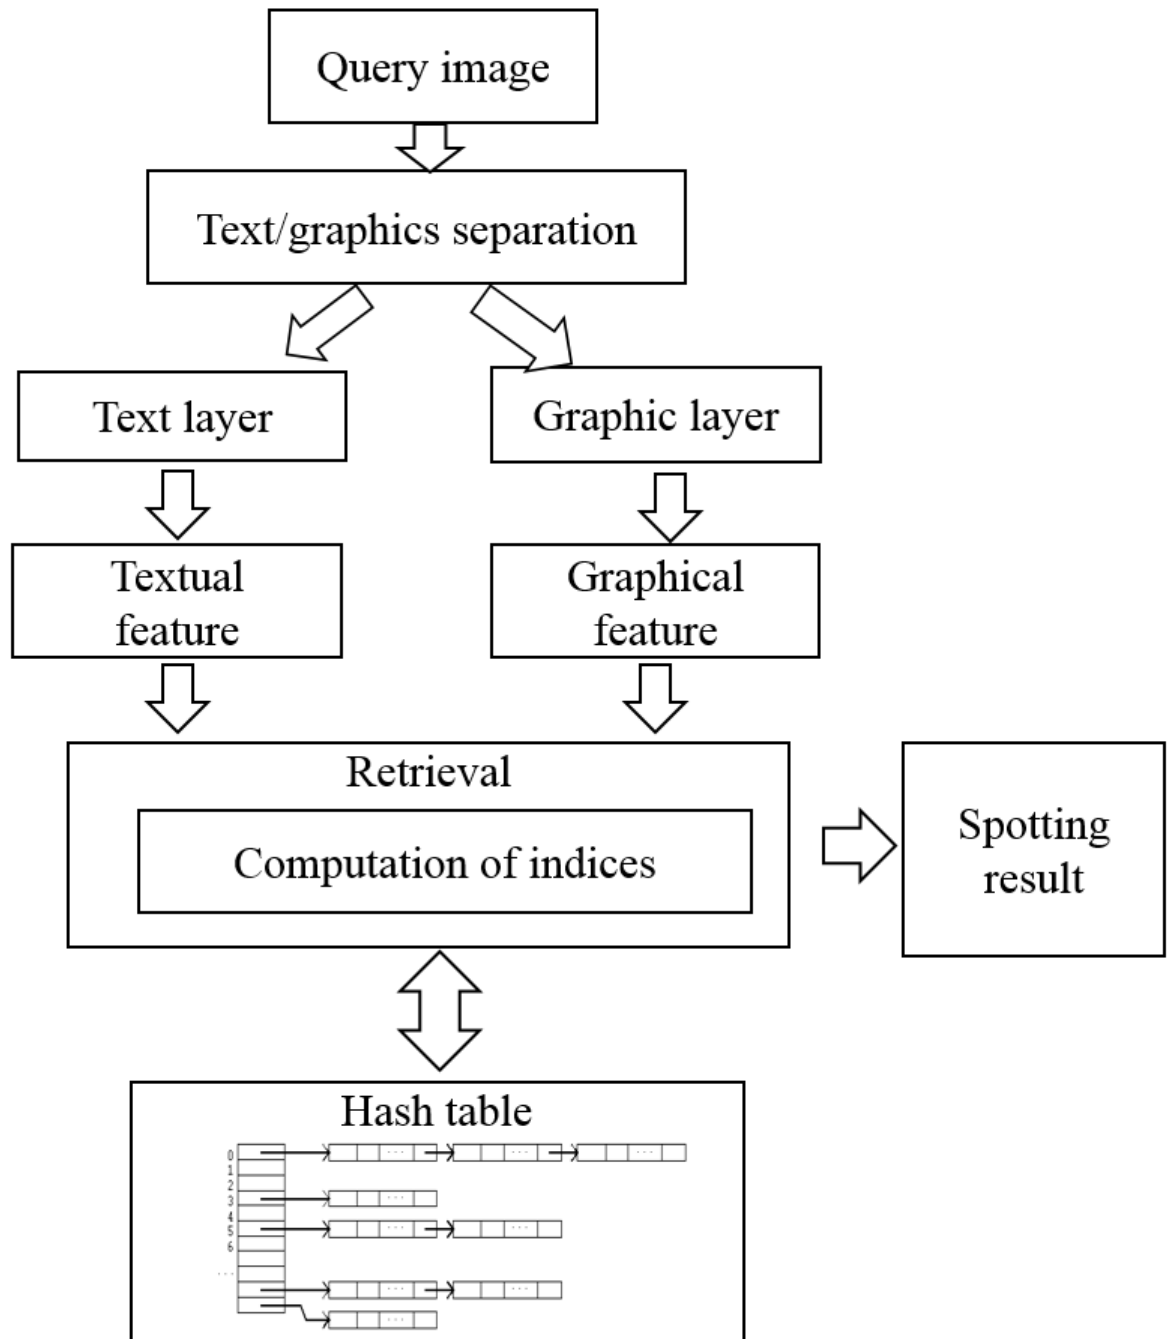 Query image
Text/graphics separation
Text layer
Graphic layer
Textual
feature
Graphical
feature
Retrieval
Computation of indices
Spotting
result
Hash table
0
1
2
3
4
5
6
...
... ... ...
...
... ...
... ...
...